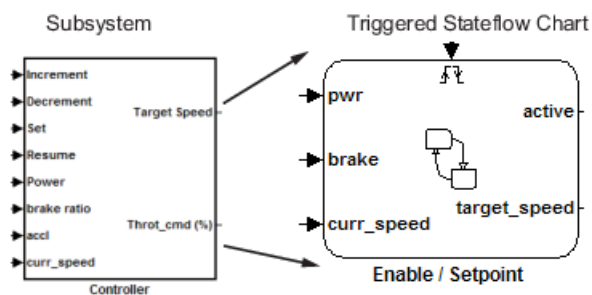 Subsystem
Triggered Stateflow Chart
Increment
Decrement
Set
Resume
Power
brake ratio
accl
curr_speed
Target Speed
Throt_cmd (%)
Controller
pwr
brake
curr_speed
active
target_speed
Enable / Setpoint